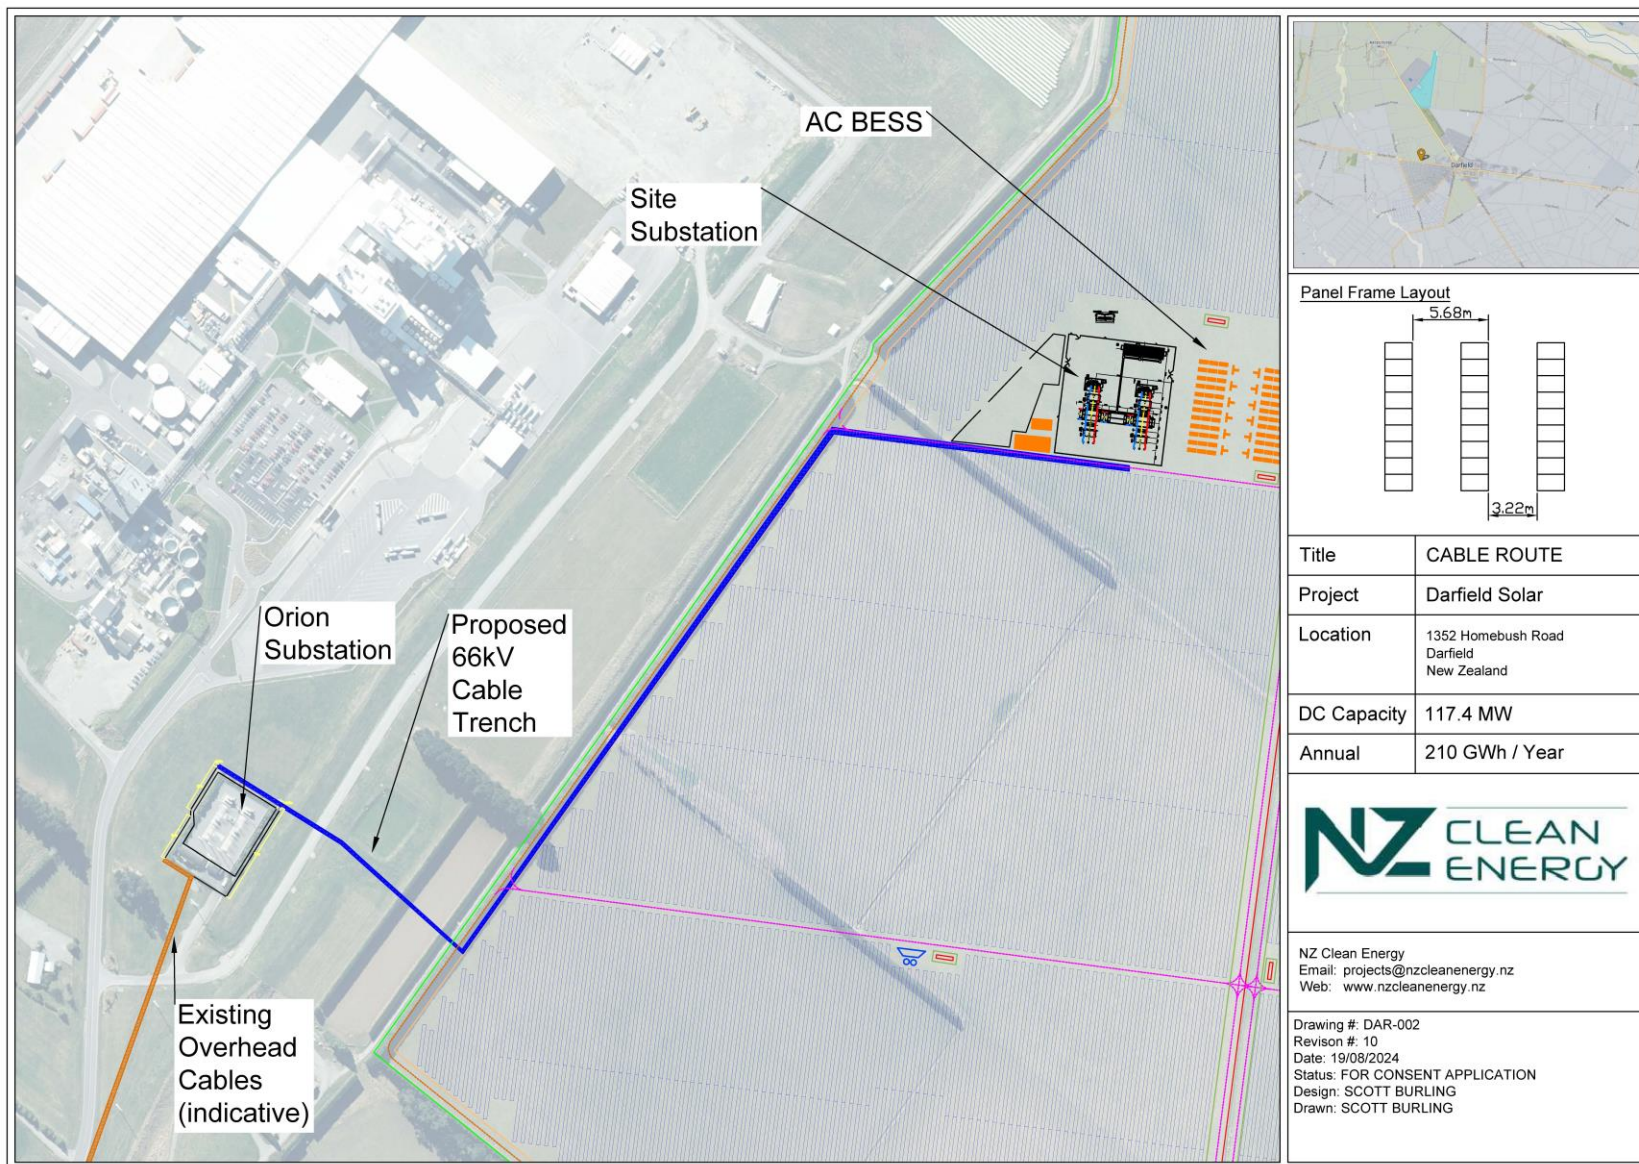 AC BESS
Site
Substation
Orion
Substation
Proposed
66kV
Cable
Trench
Existing
Overhead
Cables
(indicative)
Darfield
Panel Frame Layout
5.68m
3.22m
Title CABLE ROUTE
Project Darfield Solar
Location 1352 Homebush Road
Darfield
New Zealand
DC Capacity 117.4 MW
Annual 210 GWh / Year
NZ CLEAN
ENERGY
NZ Clean Energy
Email: projects@nzcleanenergy.nz
Web: www.nzcleanenergy.nz
Drawing #: DAR-002
Revison #: 10
Date: 19/08/2024
Status: FOR CONSENT APPLICATION
Design: SCOTT BURLING
Drawn: SCOTT BURLING